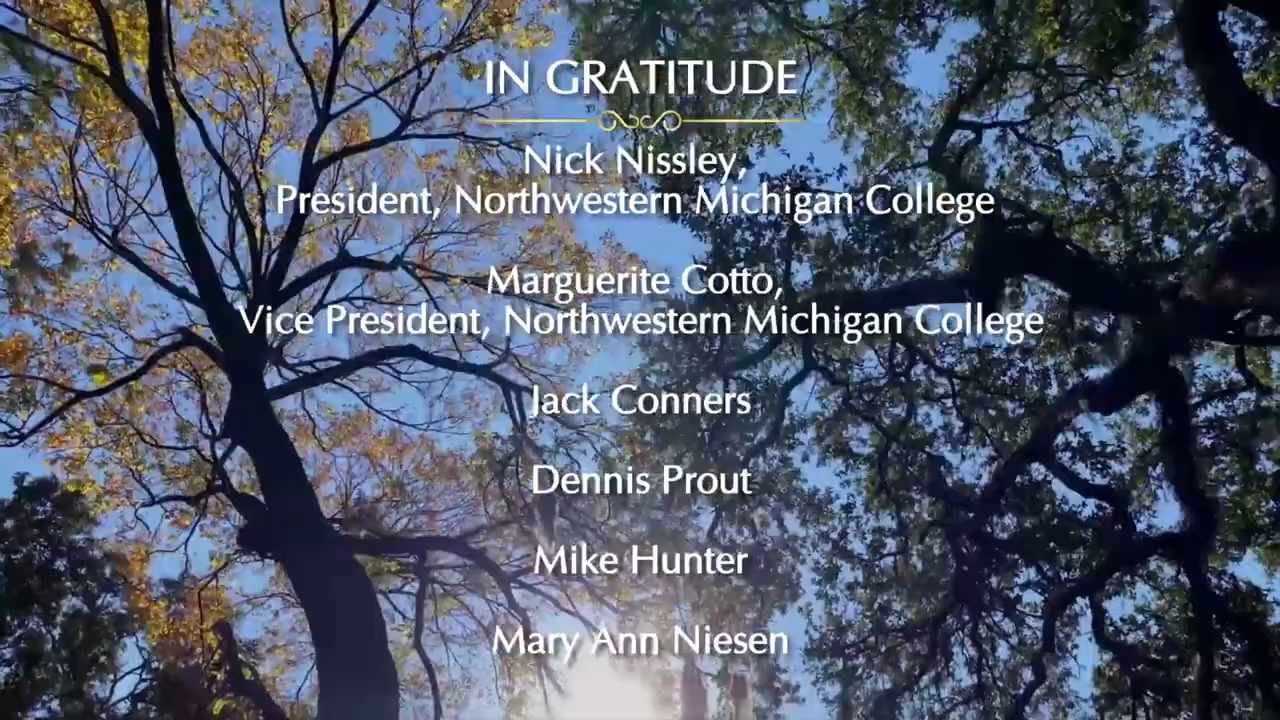 IN GRATITUDE
Nick Nissley,
President, Northwestern Michigan College
Marguerite Cotto,
Vice President, Northwestern Michigan College
Jack Conners
Dennis Prout
Mike Hunter
Mary Ann Niesen